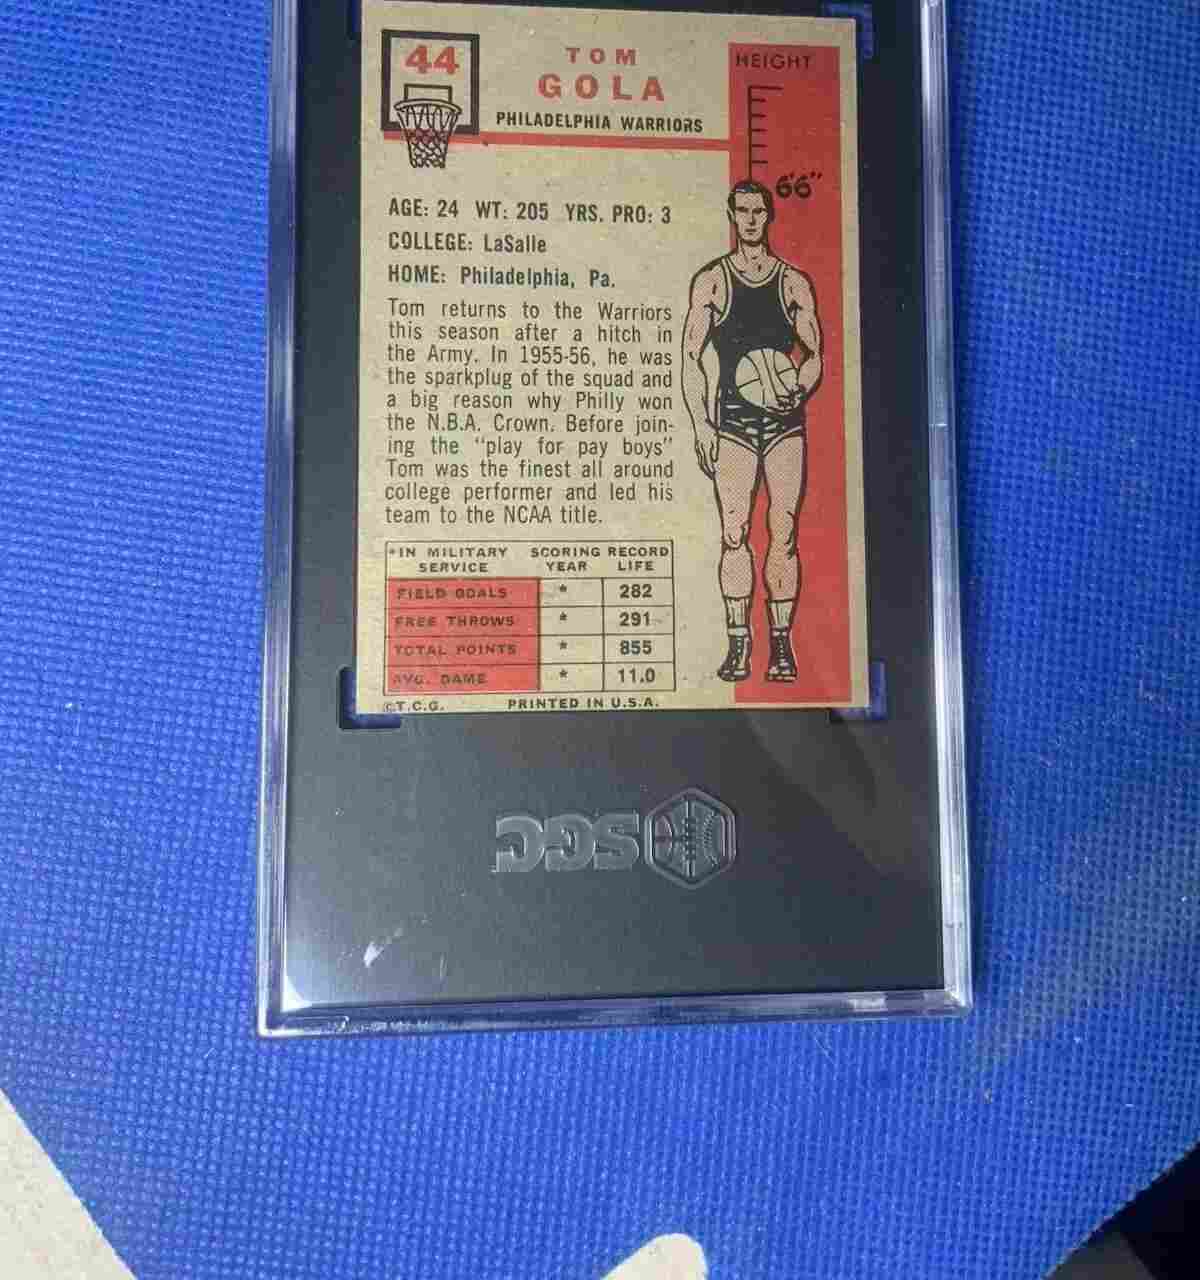 44
TOM
GOLA
PHILADELPHIA WARRIORS
HEIGHT
6'6"
AGE: 24 WT: 205 YRS. PRO: 3
COLLEGE: LaSalle
HOME: Philadelphia, Pa.
Tom returns to the Warriors
this season after a hitch in
the Army. In 1955-56, he was
the sparkplug of the squad and
a big reason why Philly won
the N.B.A. Crown. Before join-
ing the "play for pay boys"
Tom was the finest all around
college performer and led his
team to the NCAA title.
*IN MILITARY SERVICE SCORING RECORD
YEAR LIFE
FIELD GOALS * 282
FREE THROWS * 291
TOTAL POINTS * 855
AVG. GAME * 11.0
©T.C.G. PRINTED IN U.S.A.
SGC